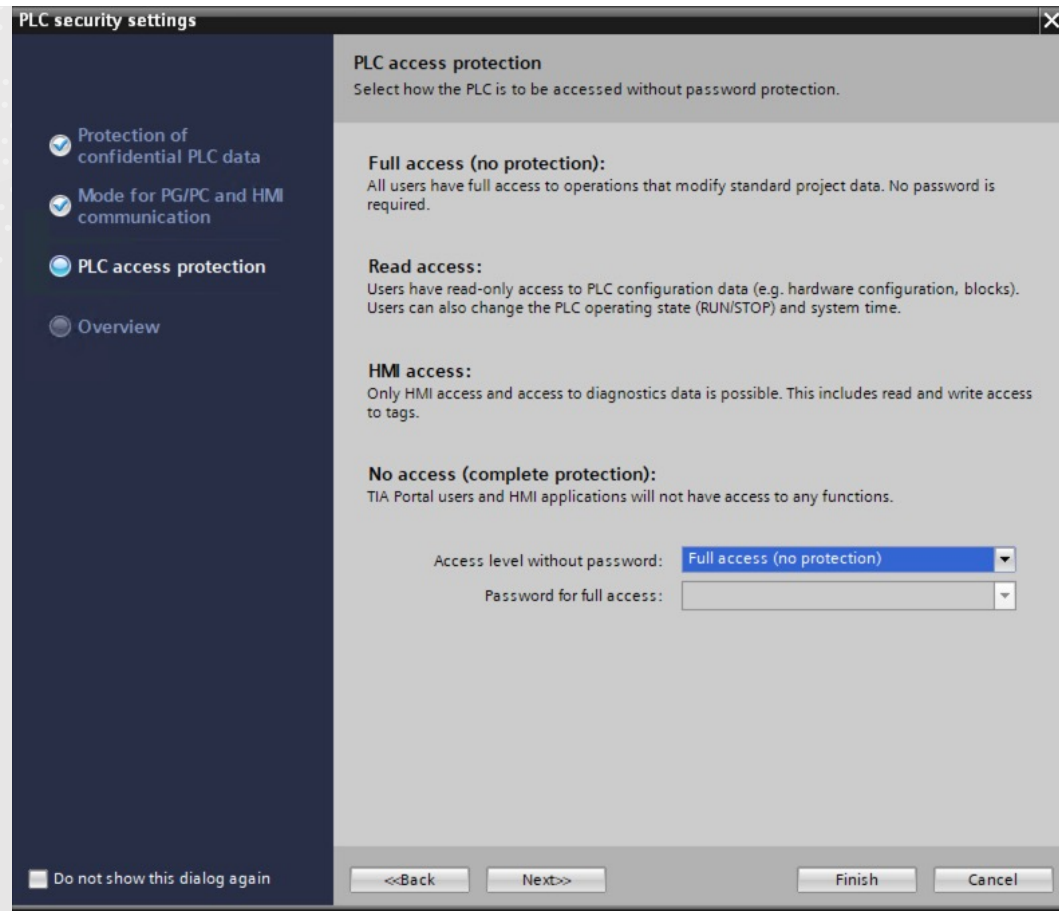 PLC security settings
Protection of
confidential PLC data
Mode for PG/PC and HMI
communication
PLC access protection
Overview
Do not show this dialog again
PLC access protection
Select how the PLC is to be accessed without password protection.
Full access (no protection):
All users have full access to operations that modify standard project data. No password is
required.
Read access:
Users have read-only access to PLC configuration data (e.g. hardware configuration, blocks).
Users can also change the PLC operating state (RUN/STOP) and system time.
HMI access:
Only HMI access and access to diagnostics data is possible. This includes read and write access
to tags.
No access (complete protection):
TIA Portal users and HMI applications will not have access to any functions.
Access level without password: Full access (no protection)
Password for full access:
<<Back Next>> Finish Cancel